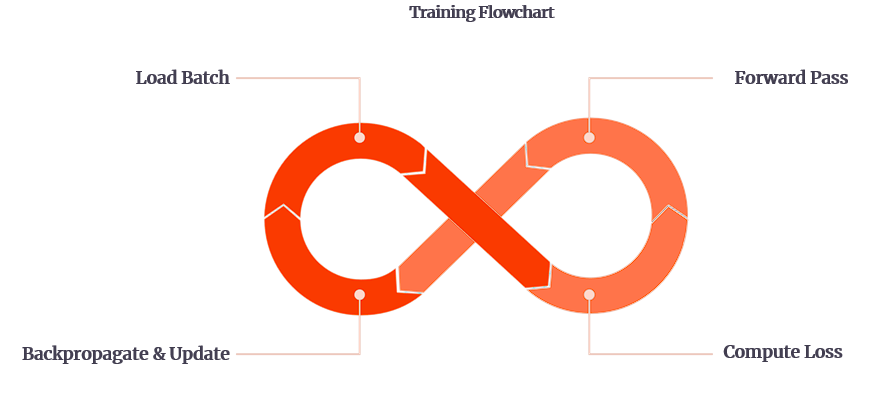 Training Flowchart
Load Batch
Forward Pass
Backpropagate & Update
Compute Loss